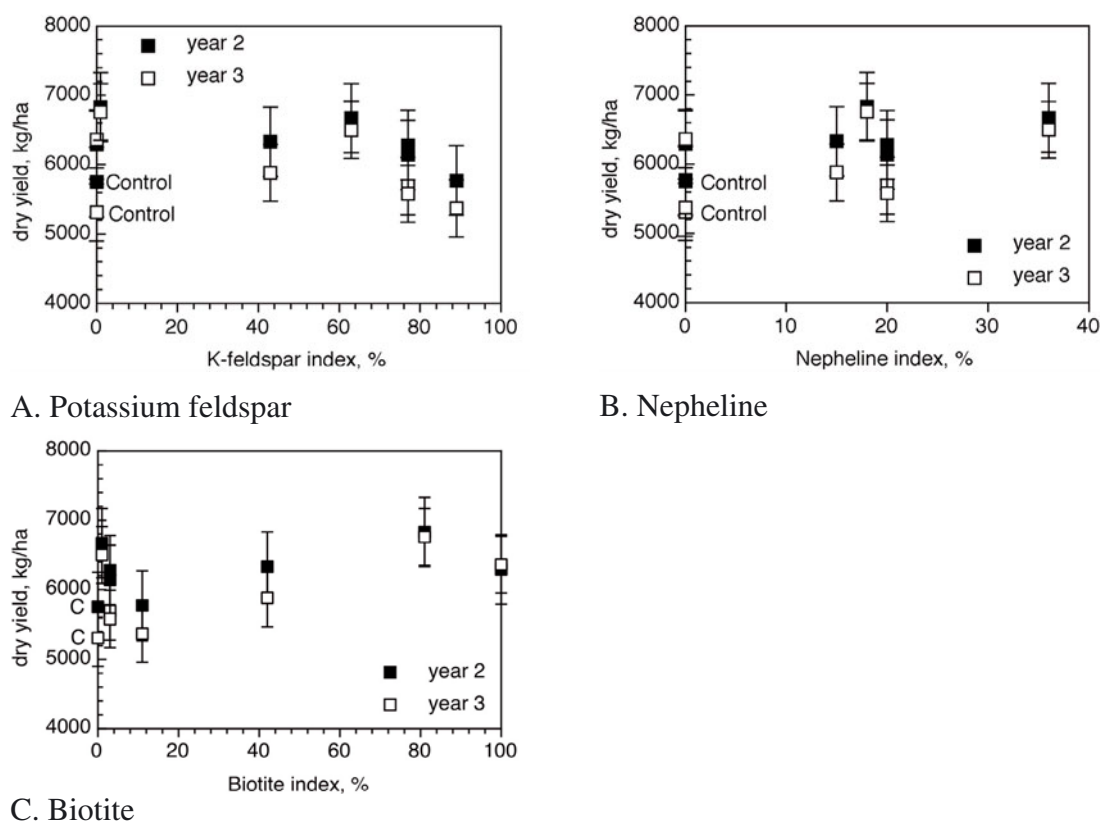 8000
7000
6000
5000
4000
dry yield, kg/ha
year 2
year 3
Control
Control
0 20 40 60 80 100
K-feldspar index, %
A. Potassium feldspar
8000
7000
6000
5000
4000
dry yield, kg/ha
Control
Control
year 2
year 3
0 10 20 30 40
Nepheline index, %
B. Nepheline
8000
7000
6000
5000
4000
dry yield, kg/ha
C
C
year 2
year 3
0 20 40 60 80 100
Biotite index, %
C. Biotite